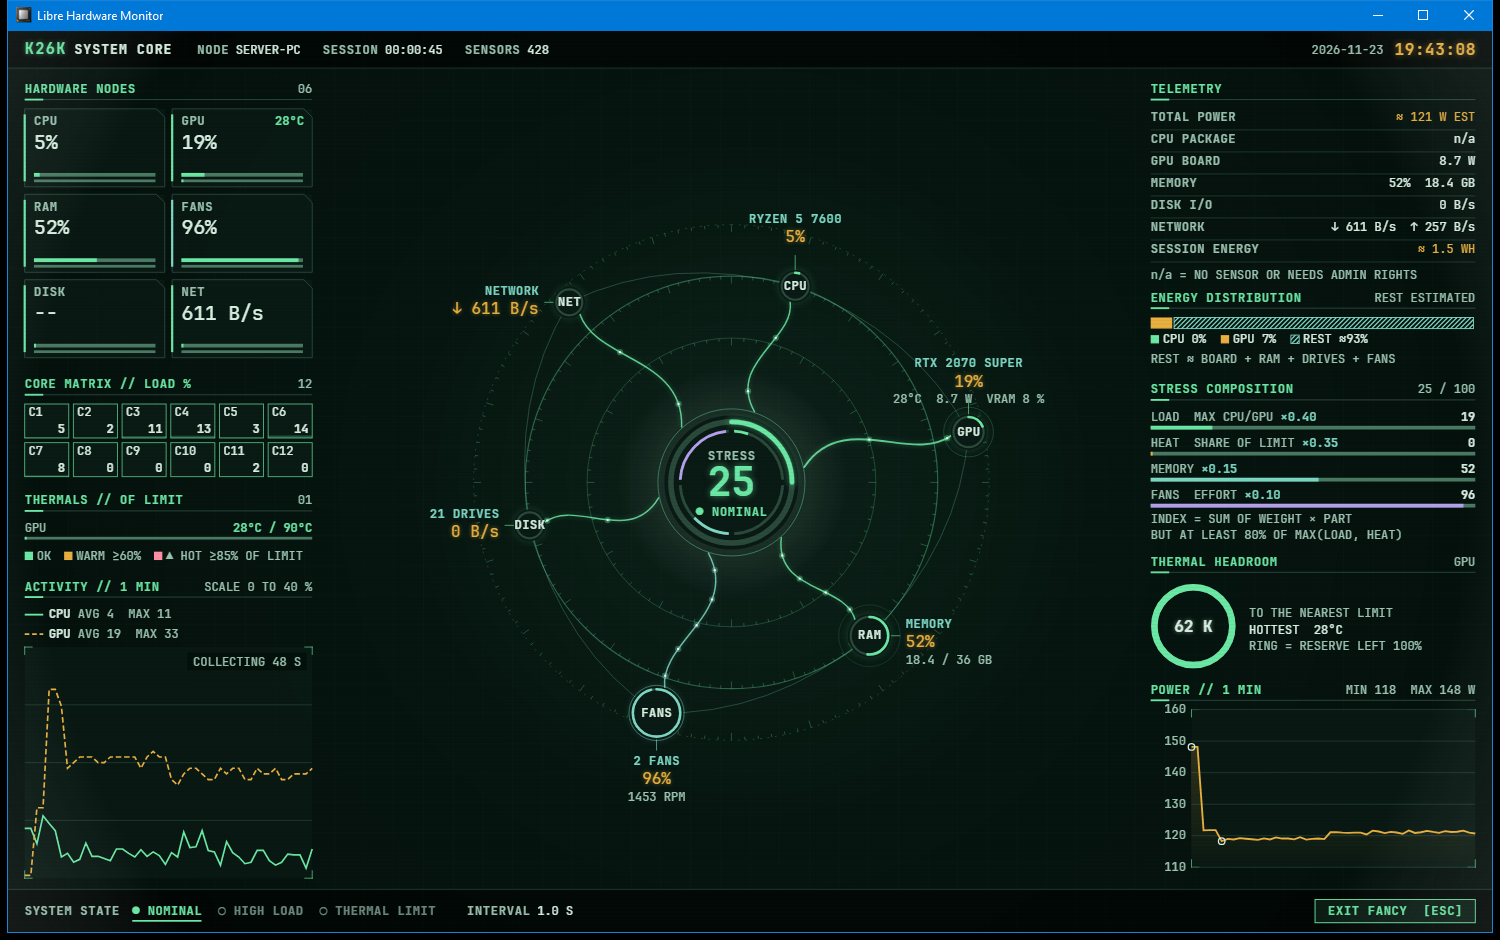 Libre Hardware Monitor
K26K SYSTEM CORE NODE SERVER-PC SESSION 00:00:45 SENSORS 428 2026-11-23 19:43:08
HARDWARE NODES 06
CPU
5%
GPU 28°C
19%
RAM
52%
FANS
96%
DISK
--
NET
611 B/s
CORE MATRIX // LOAD % 12
C1 5 C2 2 C3 11 C4 13 C5 3 C6 14
C7 8 C8 0 C9 0 C10 0 C11 2 C12 0
THERMALS // OF LIMIT 01
GPU 28°C / 90°C
OK WARM ≥60% ▲ HOT ≥85% OF LIMIT
ACTIVITY // 1 MIN SCALE 0 TO 40 %
CPU AVG 4 MAX 11
GPU AVG 19 MAX 33
COLLECTING 48 S
RYZEN 5 7600
5%
CPU
NETWORK
↓ 611 B/s
NET
RTX 2070 SUPER
19%
28°C 8.7 W VRAM 8 %
GPU
STRESS
25
● NOMINAL
21 DRIVES
0 B/s
DISK
MEMORY
52%
18.4 / 36 GB
RAM
FANS
2 FANS
96%
1453 RPM
TELEMETRY
TOTAL POWER ≈ 121 W EST
CPU PACKAGE n/a
GPU BOARD 8.7 W
MEMORY 52% 18.4 GB
DISK I/O 0 B/s
NETWORK ↓ 611 B/s ↑ 257 B/s
SESSION ENERGY ≈ 1.5 WH
n/a = NO SENSOR OR NEEDS ADMIN RIGHTS
ENERGY DISTRIBUTION REST ESTIMATED
CPU 0% GPU 7% REST ≈93%
REST ≈ BOARD + RAM + DRIVES + FANS
STRESS COMPOSITION 25 / 100
LOAD MAX CPU/GPU ×0.40 19
HEAT SHARE OF LIMIT ×0.35 0
MEMORY ×0.15 52
FANS EFFORT ×0.10 96
INDEX = SUM OF WEIGHT × PART
BUT AT LEAST 80% OF MAX(LOAD, HEAT)
THERMAL HEADROOM GPU
62 K
TO THE NEAREST LIMIT
HOTTEST 28°C
RING = RESERVE LEFT 100%
POWER // 1 MIN MIN 118 MAX 148 W
160
150
140
130
120
110
SYSTEM STATE ● NOMINAL ○ HIGH LOAD ○ THERMAL LIMIT INTERVAL 1.0 S EXIT FANCY [ESC]